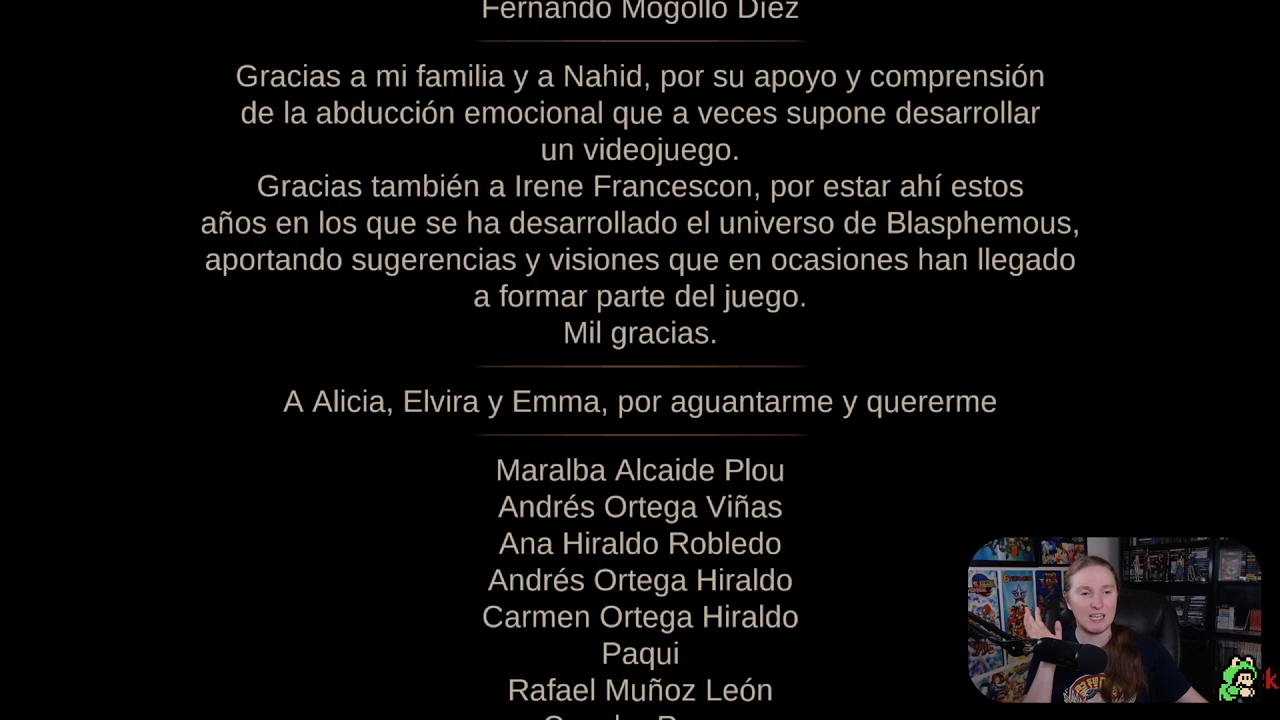 Fernando Mogollo Díez
Gracias a mi familia y a Nahid, por su apoyo y comprensión
de la abducción emocional que a veces supone desarrollar
un videojuego.
Gracias también a Irene Francescon, por estar ahí estos
años en los que se ha desarrollado el universo de Blasphemous,
aportando sugerencias y visiones que en ocasiones han llegado
a formar parte del juego.
Mil gracias.
A Alicia, Elvira y Emma, por aguantarme y quererme
Maralba Alcaide Plou
Andrés Ortega Viñas
Ana Hiraldo Robledo
Andrés Ortega Hiraldo
Carmen Ortega Hiraldo
Paqui
Rafael Muñoz León